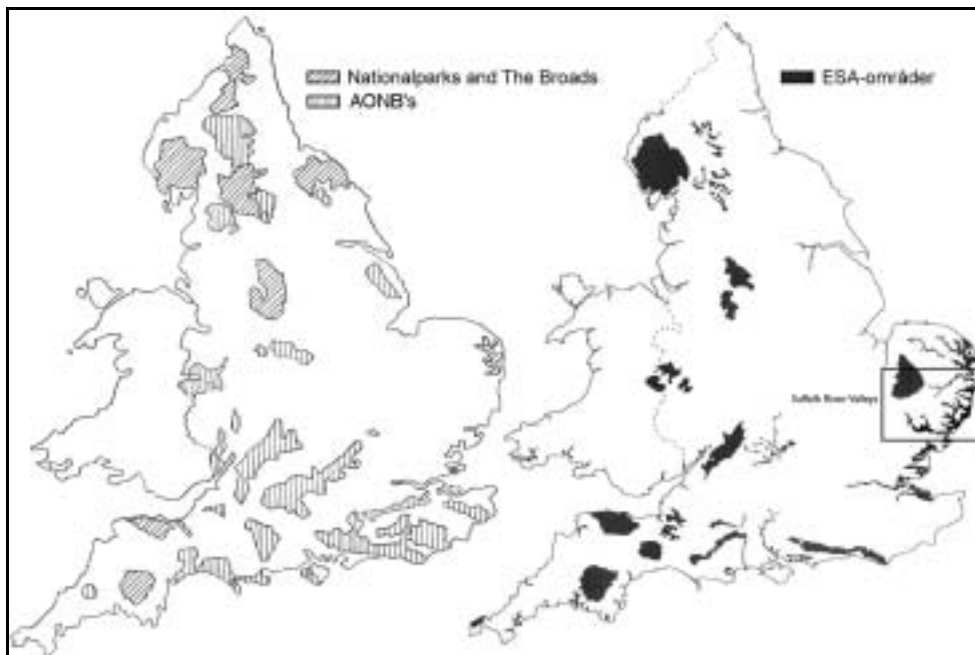 Nationalparks and The Broads
AONB's
ESA-områder
Suffolk River Valleys